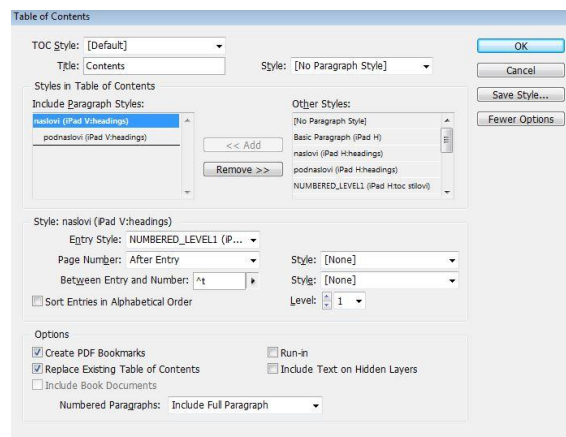 Table of Contents
TOC Style: [Default]
Title: Contents Style: [No Paragraph Style]
OK
Cancel
Save Style...
Fewer Options
Styles in Table of Contents
Include Paragraph Styles:
naslovi (iPad V:headings)
podnaslovi (iPad V:headings)
<< Add
Remove >>
Other Styles:
[No Paragraph Style]
Basic Paragraph (iPad H)
naslovi (iPad H:headings)
podnaslovi (iPad H:headings)
NUMBERED_LEVEL1 (iPad H:toc stilovi)
Style: naslovi (iPad V:headings)
Entry Style: NUMBERED_LEVEL1 (iP...
Page Number: After Entry Style: [None]
Between Entry and Number: ^t Style: [None]
Sort Entries in Alphabetical Order Level: 1
Options
Create PDF Bookmarks Run-in
Replace Existing Table of Contents Include Text on Hidden Layers
Include Book Documents
Numbered Paragraphs: Include Full Paragraph